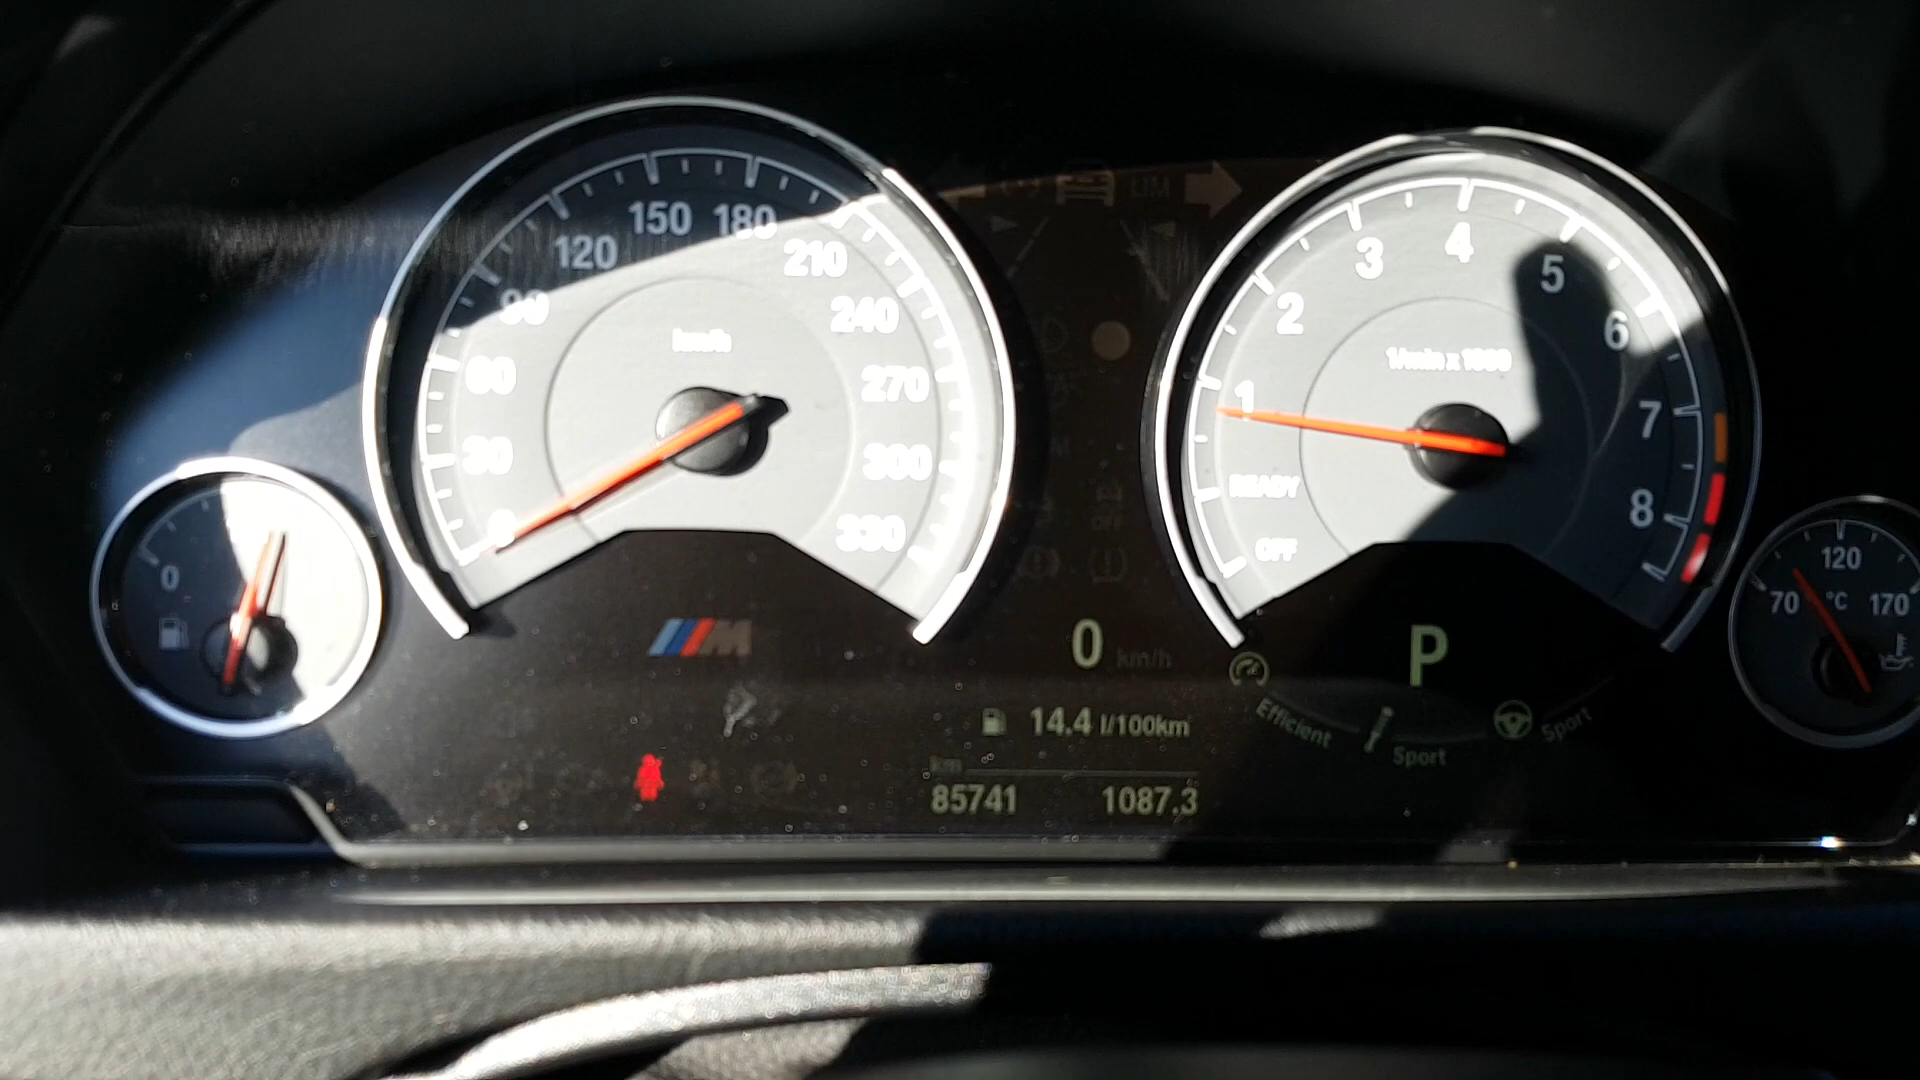 0
30
60
90
120
150
180
210
240
270
300
330
km/h
OFF
READY
1
2
3
4
5
6
7
8
1/min x 1000
LIM
0
70
120
170
°C
M
0 km/h
P
14.4 l/100km
Efficient
Sport
Sport
km
85741 1087.3